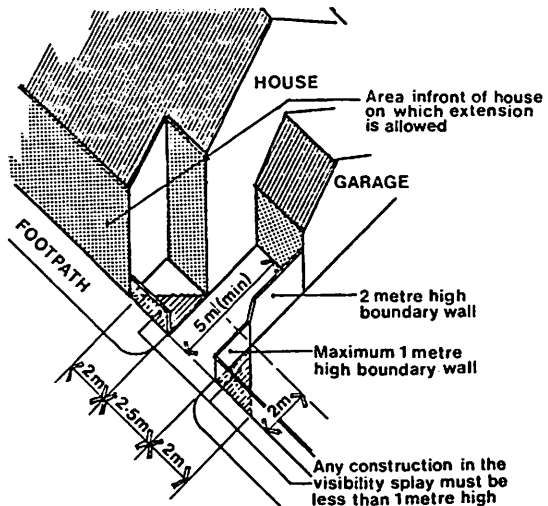 HOUSE
Area infront of house
on which extension
is allowed
GARAGE
FOOTPATH
5m(min)
2 metre high
boundary wall
Maximum 1 metre
high boundary wall
2m
2·5m
2m
2m
Any construction in the
visibility splay must be
less than 1 metre high